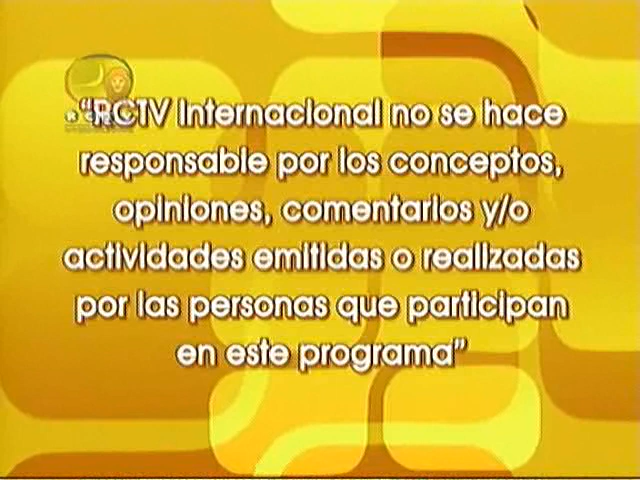 “RCTV Internacional no se hace
responsable por los conceptos,
opiniones, comentarios y/o
actividades emitidas o realizadas
por las personas que participan
en este programa”